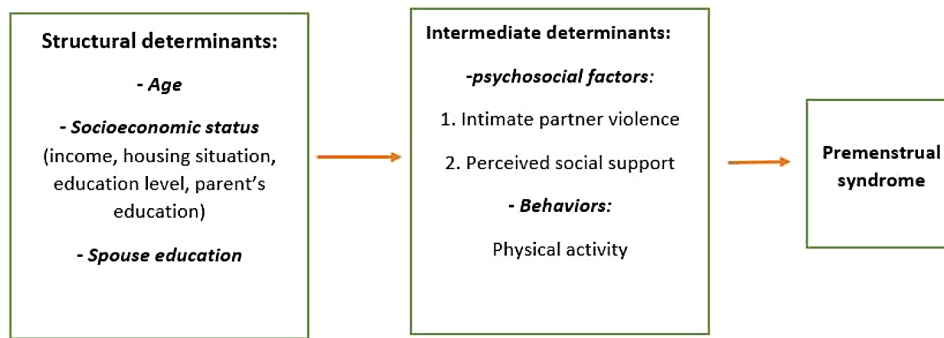 Structural determinants:
- Age
- Socioeconomic status
(income, housing situation,
education level, parent's
education)
- Spouse education
Intermediate determinants:
-psychosocial factors:
1. Intimate partner violence
2. Perceived social support
- Behaviors:
Physical activity
Premenstrual
syndrome